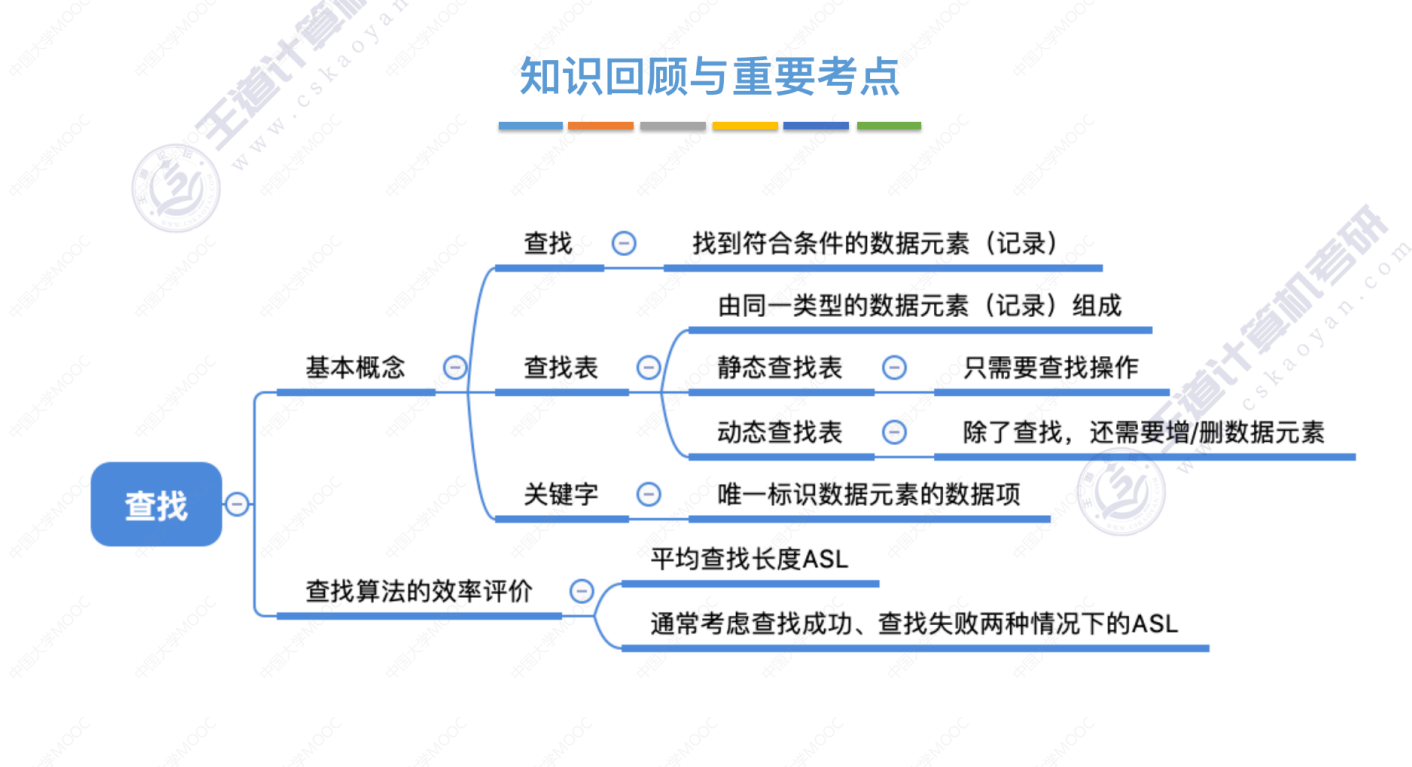 知识回顾与重要考点
查找
基本概念
查找
找到符合条件的数据元素（记录）
查找表
由同一类型的数据元素（记录）组成
静态查找表
只需要查找操作
动态查找表
除了查找，还需要增/删数据元素
关键字
唯一标识数据元素的数据项
查找算法的效率评价
平均查找长度ASL
通常考虑查找成功、查找失败两种情况下的ASL
王道计算机考研
www.cskaoyan.com
中国大学MOOC